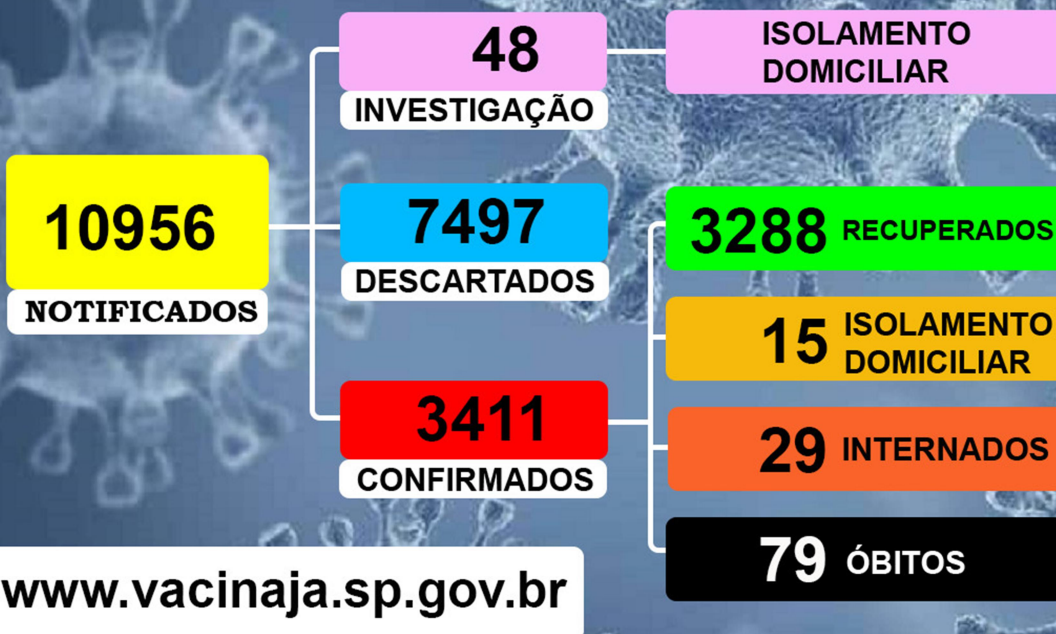 48
INVESTIGAÇÃO
ISOLAMENTO
DOMICILIAR
10956
NOTIFICADOS
7497
DESCARTADOS
3411
CONFIRMADOS
3288 RECUPERADOS
15 ISOLAMENTO
DOMICILIAR
29 INTERNADOS
79 ÓBITOS
www.vacinaja.sp.gov.br